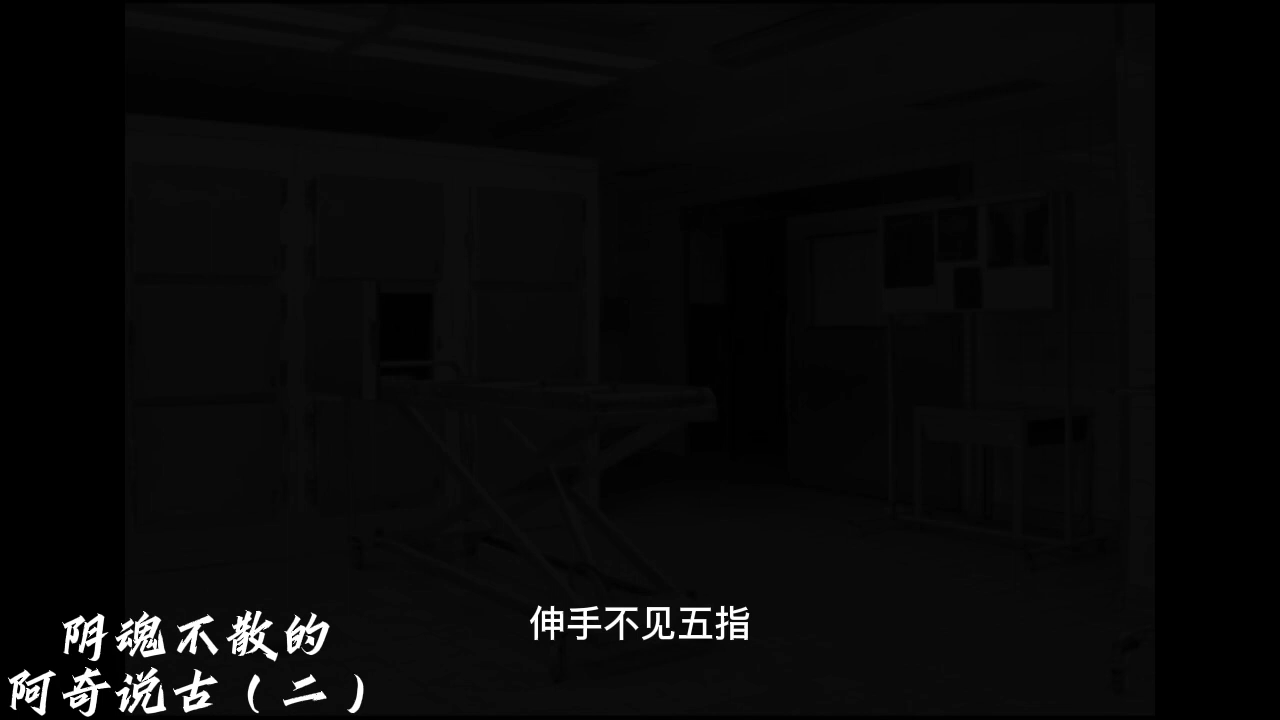 伸手不见五指
阴魂不散的
阿奇说古（二）